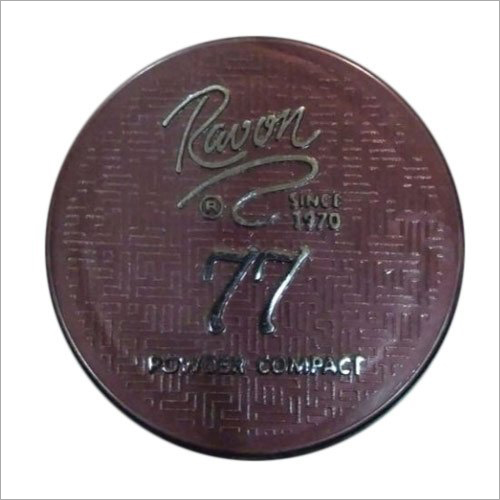 Ravon
® SINCE
1970
77
POWDER COMPACT